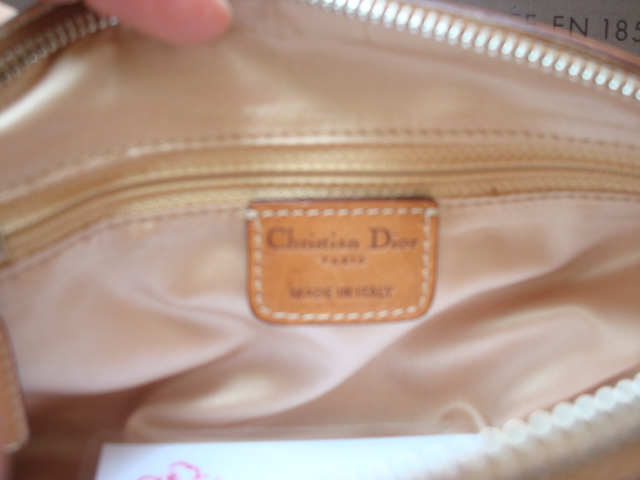 EN 185
Christian Dior
PARIS
MADE IN ITALY